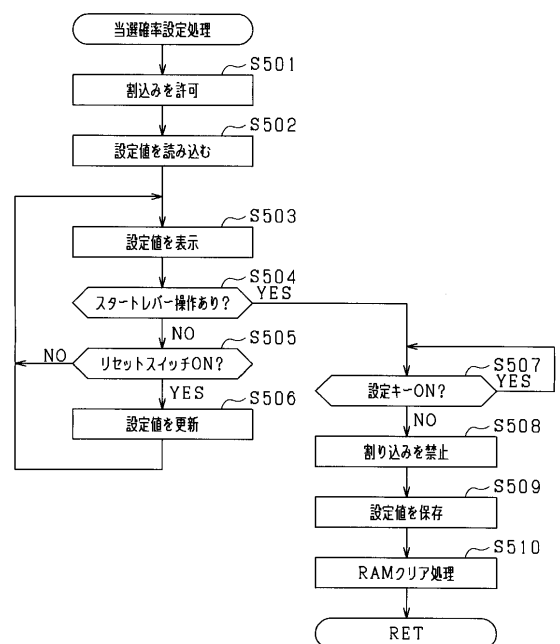 当選確率設定処理
S501
割込みを許可
S502
設定値を読み込む
S503
設定値を表示
S504
スタートレバー操作あり？
YES
NO
S505
リセットスイッチON？
NO
YES
S506
設定値を更新
S507
設定キーON？
YES
NO
S508
割り込みを禁止
S509
設定値を保存
S510
RAMクリア処理
RET